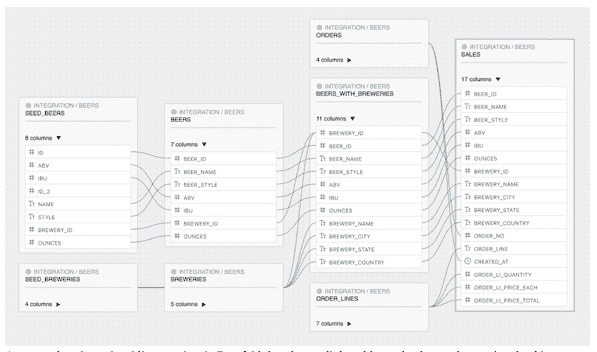 INTEGRATION / BEERS
SEED_BEERS
8 columns
ID
ABV
IBU
ID_2
NAME
STYLE
BREWERY_ID
OUNCES
INTEGRATION / BEERS
SEED_BREWERIES
4 columns
INTEGRATION / BEERS
BEERS
7 columns
BEER_ID
BEER_NAME
BEER_STYLE
ABV
IBU
BREWERY_ID
OUNCES
INTEGRATION / BEERS
BREWERIES
5 columns
INTEGRATION / BEERS
ORDERS
4 columns
INTEGRATION / BEERS
BEERS_WITH_BREWERIES
11 columns
BREWERY_ID
BEER_ID
BEER_NAME
BEER_STYLE
ABV
IBU
OUNCES
BREWERY_NAME
BREWERY_CITY
BREWERY_STATE
BREWERY_COUNTRY
INTEGRATION / BEERS
ORDER_LINES
7 columns
INTEGRATION / BEERS
SALES
17 columns
BEER_ID
BEER_NAME
BEER_STYLE
ABV
IBU
OUNCES
BREWERY_ID
BREWERY_NAME
BREWERY_CITY
BREWERY_STATE
BREWERY_COUNTRY
ORDER_NO
ORDER_LINE
CREATED_AT
ORDER_LI_QUANTITY
ORDER_LI_PRICE_EACH
ORDER_LI_PRICE_TOTAL